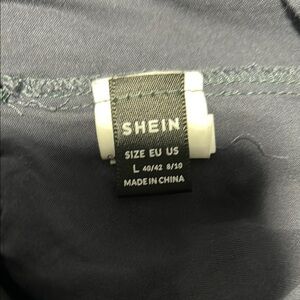 SHEIN
SIZE EU US
L 40/42 8/10
MADE IN CHINA